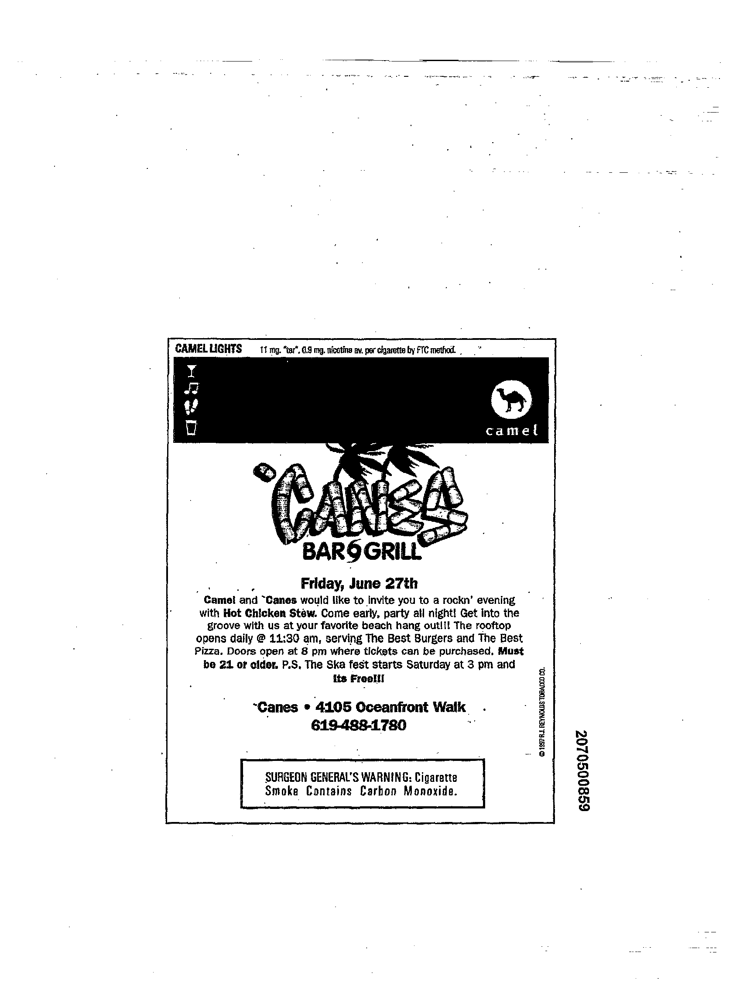 CAMEL LIGHTS 11 mg. "tar", 0.9 mg. nicotine av. per cigarette by FTC method.
camel
'CANES
BAR & GRILL
Friday, June 27th
Camel and `Canes would like to invite you to a rockn' evening
with Hot Chicken Stew. Come early, party all night! Get into the
groove with us at your favorite beach hang out!!! The rooftop
opens daily @ 11:30 am, serving The Best Burgers and The Best
Pizza. Doors open at 8 pm where tickets can be purchased. Must
be 21 or older. P.S. The Ska fest starts Saturday at 3 pm and
Its Free!!!
`Canes • 4105 Oceanfront Walk
619-488-1780
© 1997 R.J. REYNOLDS TOBACCO CO.
SURGEON GENERAL'S WARNING: Cigarette
Smoke Contains Carbon Monoxide.
2070500859